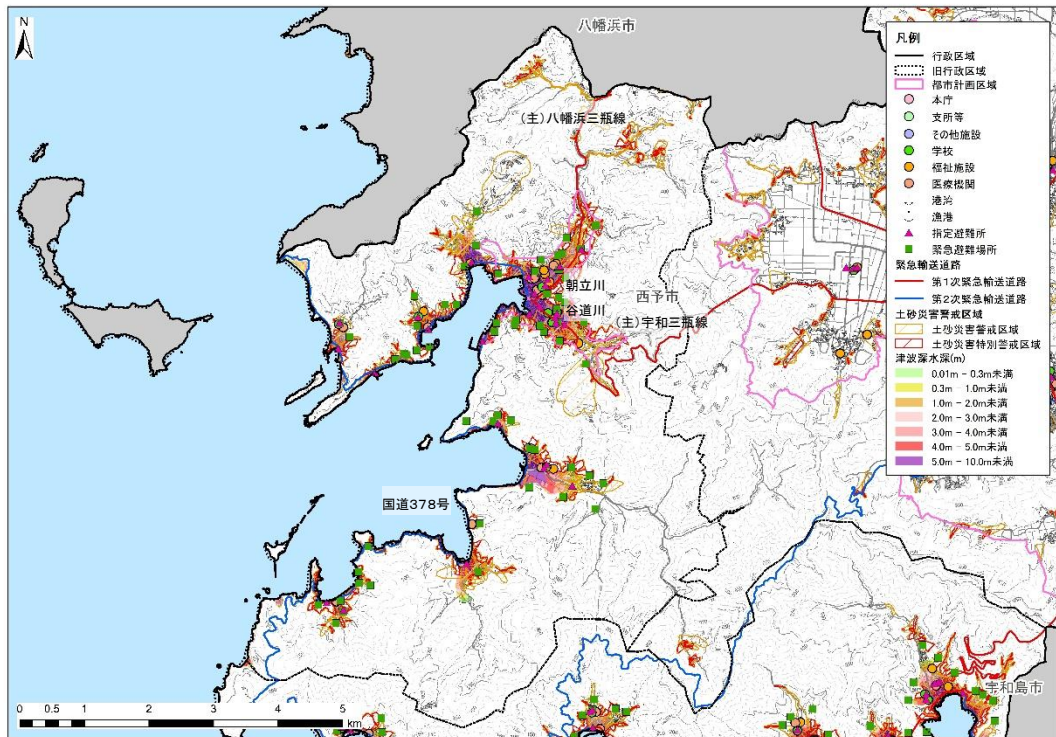 N
八幡浜市
(主)八幡浜三瓶線
朝立川
西予市
谷道川
(主)宇和三瓶線
国道378号
宇和島市
0 0.5 1 2 3 4 5
km
凡例
行政区域
旧行政区域
都市計画区域
本庁
支所等
その他施設
学校
福祉施設
医療機関
港湾
漁港
指定避難所
緊急避難場所
緊急輸送道路
第1次緊急輸送道路
第2次緊急輸送道路
土砂災害警戒区域
土砂災害警戒区域
土砂災害特別警戒区域
津波深水深(m)
0.01m - 0.3m未満
0.3m - 1.0m未満
1.0m - 2.0m未満
2.0m - 3.0m未満
3.0m - 4.0m未満
4.0m - 5.0m未満
5.0m - 10.0m未満